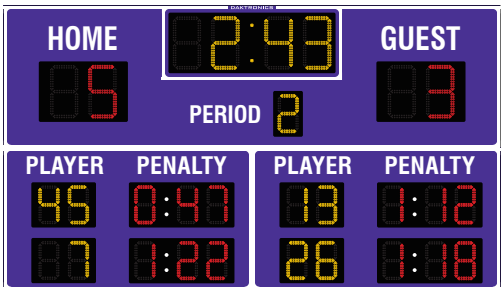 DAKTRONICS
HOME 2:43 GUEST
5 PERIOD 2 3
PLAYER PENALTY PLAYER PENALTY
45 0:47 13 1:12
7 1:22 26 1:18